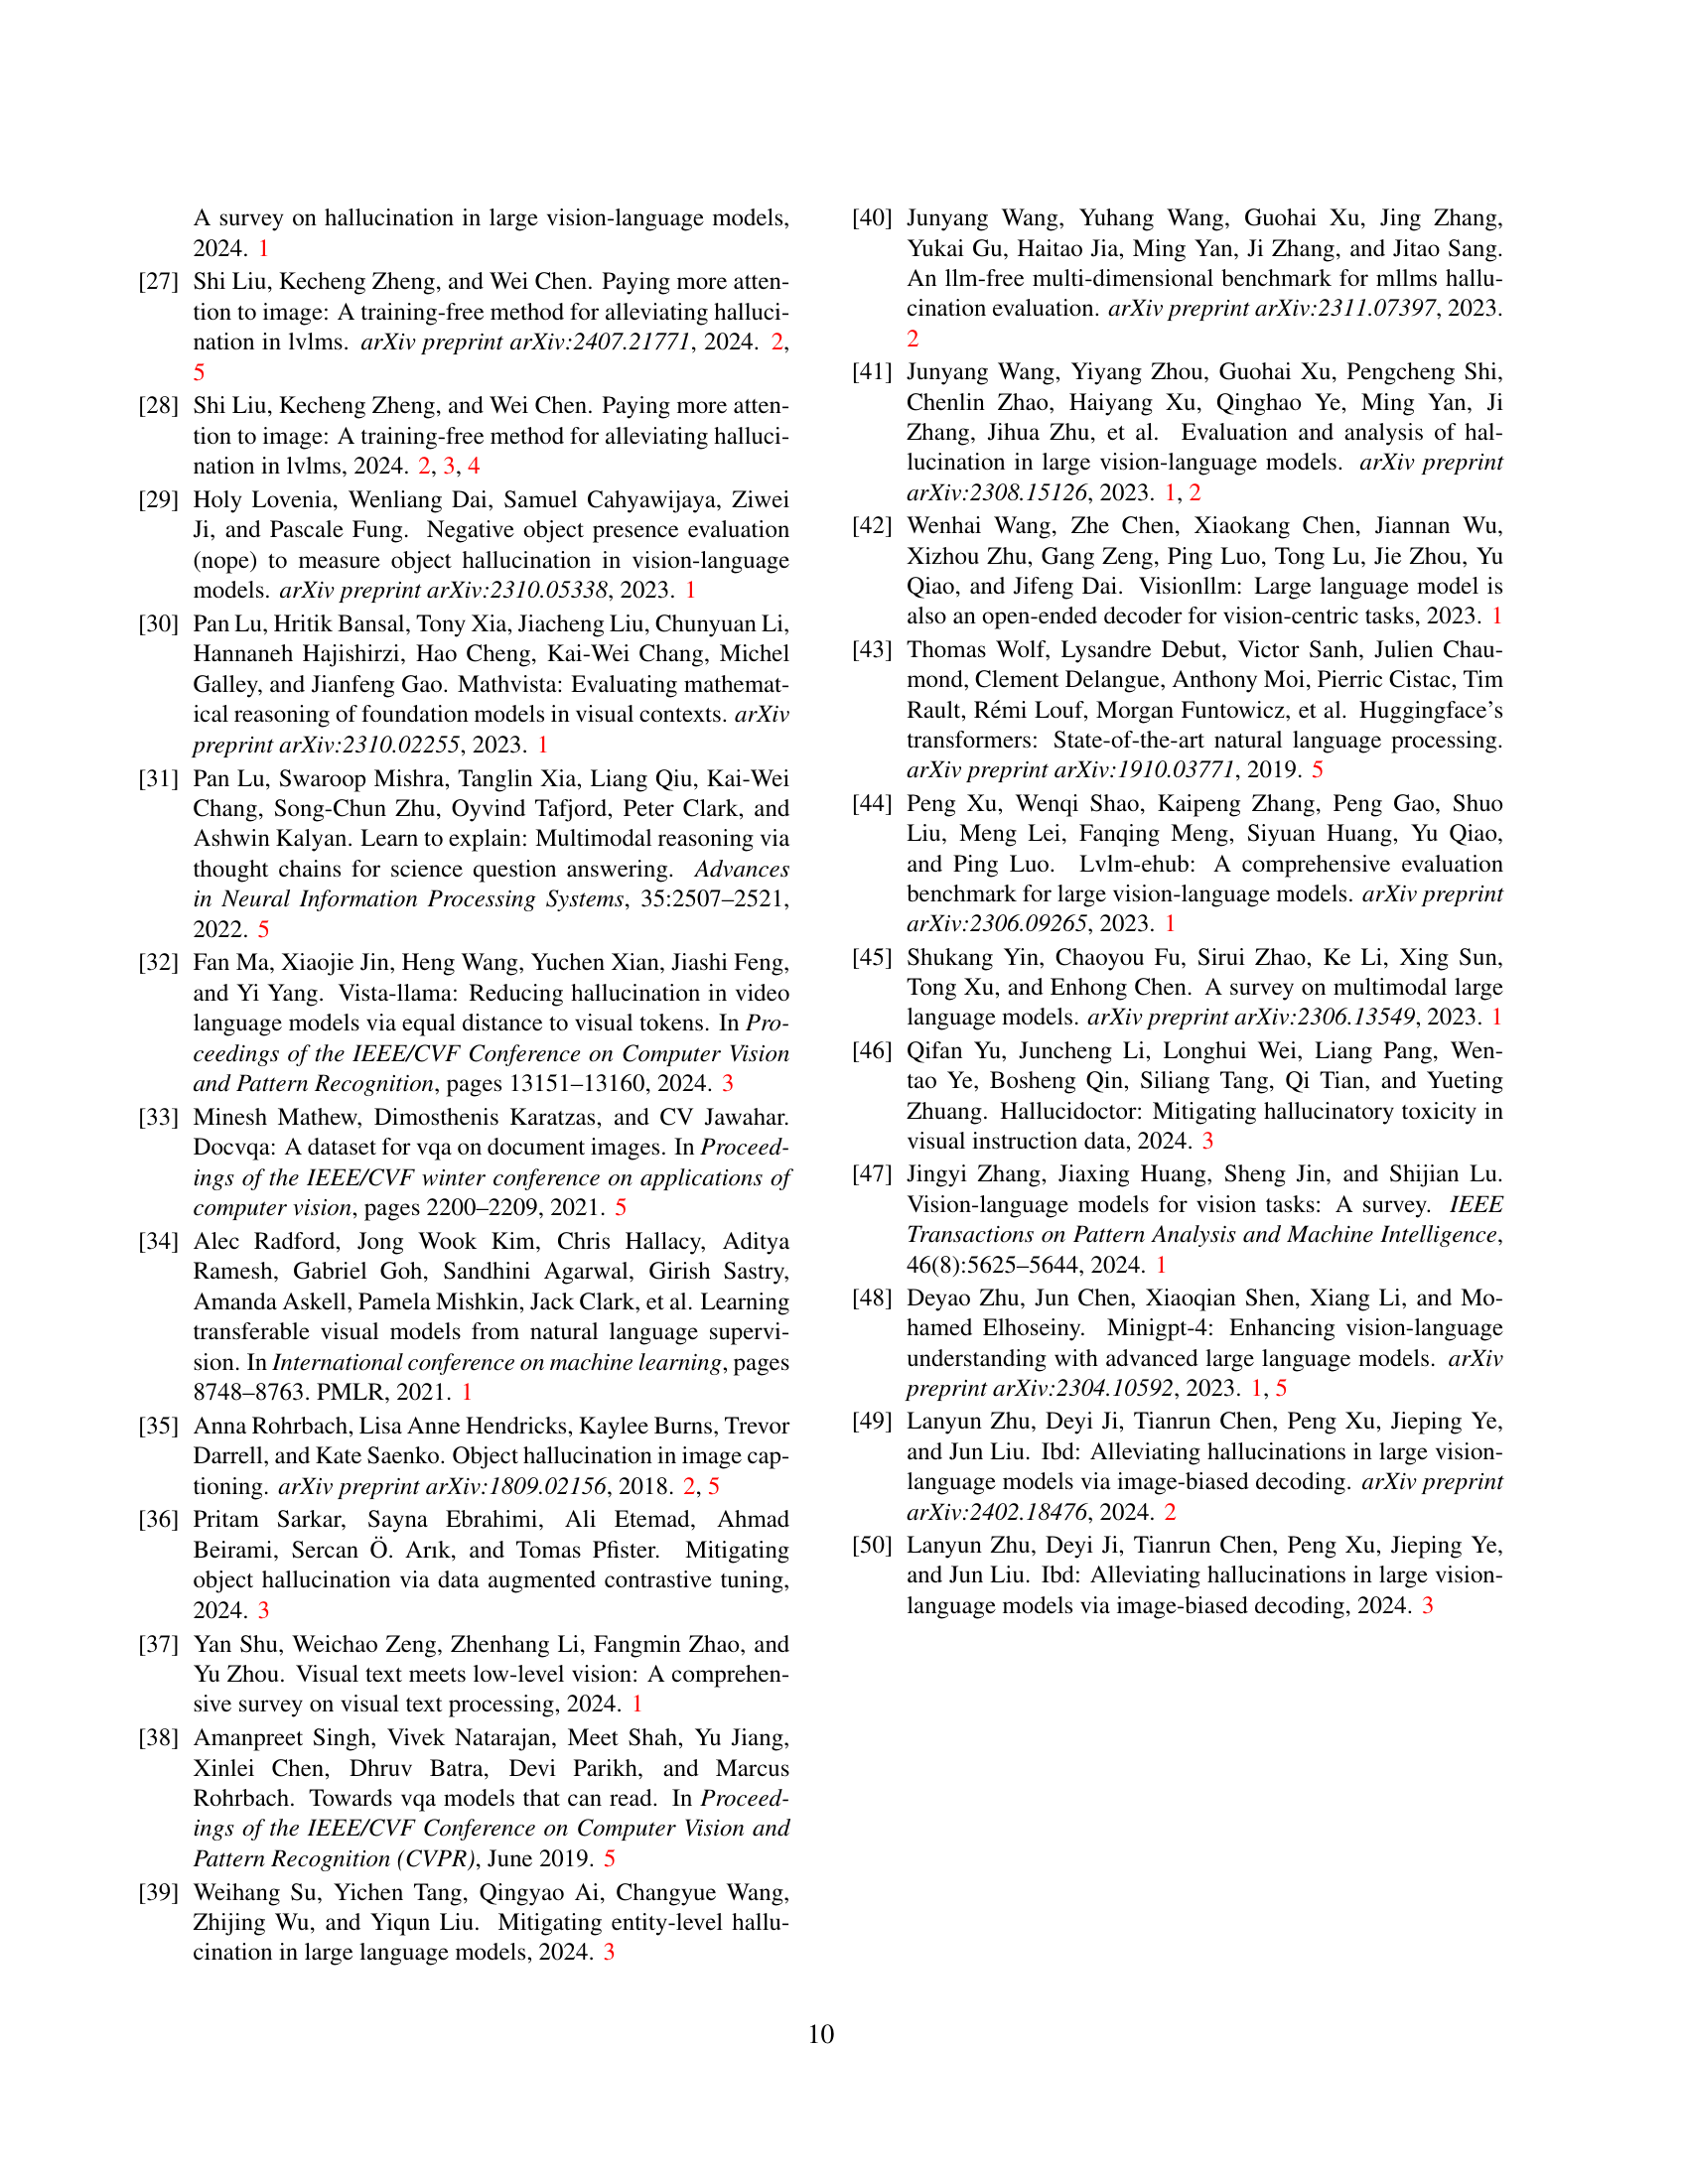 A survey on hallucination in large vision-language models,
2024. 1
[27] Shi Liu, Kecheng Zheng, and Wei Chen. Paying more atten-
tion to image: A training-free method for alleviating halluci-
nation in lvlms. arXiv preprint arXiv:2407.21771, 2024. 2,
5
[28] Shi Liu, Kecheng Zheng, and Wei Chen. Paying more atten-
tion to image: A training-free method for alleviating halluci-
nation in lvlms, 2024. 2, 3, 4
[29] Holy Lovenia, Wenliang Dai, Samuel Cahyawijaya, Ziwei
Ji, and Pascale Fung. Negative object presence evaluation
(nope) to measure object hallucination in vision-language
models. arXiv preprint arXiv:2310.05338, 2023. 1
[30] Pan Lu, Hritik Bansal, Tony Xia, Jiacheng Liu, Chunyuan Li,
Hannaneh Hajishirzi, Hao Cheng, Kai-Wei Chang, Michel
Galley, and Jianfeng Gao. Mathvista: Evaluating mathemat-
ical reasoning of foundation models in visual contexts. arXiv
preprint arXiv:2310.02255, 2023. 1
[31] Pan Lu, Swaroop Mishra, Tanglin Xia, Liang Qiu, Kai-Wei
Chang, Song-Chun Zhu, Oyvind Tafjord, Peter Clark, and
Ashwin Kalyan. Learn to explain: Multimodal reasoning via
thought chains for science question answering. Advances
in Neural Information Processing Systems, 35:2507–2521,
2022. 5
[32] Fan Ma, Xiaojie Jin, Heng Wang, Yuchen Xian, Jiashi Feng,
and Yi Yang. Vista-llama: Reducing hallucination in video
language models via equal distance to visual tokens. In Pro-
ceedings of the IEEE/CVF Conference on Computer Vision
and Pattern Recognition, pages 13151–13160, 2024. 3
[33] Minesh Mathew, Dimosthenis Karatzas, and CV Jawahar.
Docvqa: A dataset for vqa on document images. In Proceed-
ings of the IEEE/CVF winter conference on applications of
computer vision, pages 2200–2209, 2021. 5
[34] Alec Radford, Jong Wook Kim, Chris Hallacy, Aditya
Ramesh, Gabriel Goh, Sandhini Agarwal, Girish Sastry,
Amanda Askell, Pamela Mishkin, Jack Clark, et al. Learning
transferable visual models from natural language supervi-
sion. In International conference on machine learning, pages
8748–8763. PMLR, 2021. 1
[35] Anna Rohrbach, Lisa Anne Hendricks, Kaylee Burns, Trevor
Darrell, and Kate Saenko. Object hallucination in image cap-
tioning. arXiv preprint arXiv:1809.02156, 2018. 2, 5
[36] Pritam Sarkar, Sayna Ebrahimi, Ali Etemad, Ahmad
Beirami, Sercan Ö. Arık, and Tomas Pfister. Mitigating
object hallucination via data augmented contrastive tuning,
2024. 3
[37] Yan Shu, Weichao Zeng, Zhenhang Li, Fangmin Zhao, and
Yu Zhou. Visual text meets low-level vision: A comprehen-
sive survey on visual text processing, 2024. 1
[38] Amanpreet Singh, Vivek Natarajan, Meet Shah, Yu Jiang,
Xinlei Chen, Dhruv Batra, Devi Parikh, and Marcus
Rohrbach. Towards vqa models that can read. In Proceed-
ings of the IEEE/CVF Conference on Computer Vision and
Pattern Recognition (CVPR), June 2019. 5
[39] Weihang Su, Yichen Tang, Qingyao Ai, Changyue Wang,
Zhijing Wu, and Yiqun Liu. Mitigating entity-level hallu-
cination in large language models, 2024. 3
[40] Junyang Wang, Yuhang Wang, Guohai Xu, Jing Zhang,
Yukai Gu, Haitao Jia, Ming Yan, Ji Zhang, and Jitao Sang.
An llm-free multi-dimensional benchmark for mllms hallu-
cination evaluation. arXiv preprint arXiv:2311.07397, 2023.
2
[41] Junyang Wang, Yiyang Zhou, Guohai Xu, Pengcheng Shi,
Chenlin Zhao, Haiyang Xu, Qinghao Ye, Ming Yan, Ji
Zhang, Jihua Zhu, et al. Evaluation and analysis of hal-
lucination in large vision-language models. arXiv preprint
arXiv:2308.15126, 2023. 1, 2
[42] Wenhai Wang, Zhe Chen, Xiaokang Chen, Jiannan Wu,
Xizhou Zhu, Gang Zeng, Ping Luo, Tong Lu, Jie Zhou, Yu
Qiao, and Jifeng Dai. Visionllm: Large language model is
also an open-ended decoder for vision-centric tasks, 2023. 1
[43] Thomas Wolf, Lysandre Debut, Victor Sanh, Julien Chau-
mond, Clement Delangue, Anthony Moi, Pierric Cistac, Tim
Rault, Rémi Louf, Morgan Funtowicz, et al. Huggingface's
transformers: State-of-the-art natural language processing.
arXiv preprint arXiv:1910.03771, 2019. 5
[44] Peng Xu, Wenqi Shao, Kaipeng Zhang, Peng Gao, Shuo
Liu, Meng Lei, Fanqing Meng, Siyuan Huang, Yu Qiao,
and Ping Luo. Lvlm-ehub: A comprehensive evaluation
benchmark for large vision-language models. arXiv preprint
arXiv:2306.09265, 2023. 1
[45] Shukang Yin, Chaoyou Fu, Sirui Zhao, Ke Li, Xing Sun,
Tong Xu, and Enhong Chen. A survey on multimodal large
language models. arXiv preprint arXiv:2306.13549, 2023. 1
[46] Qifan Yu, Juncheng Li, Longhui Wei, Liang Pang, Wen-
tao Ye, Bosheng Qin, Siliang Tang, Qi Tian, and Yueting
Zhuang. Hallucidoctor: Mitigating hallucinatory toxicity in
visual instruction data, 2024. 3
[47] Jingyi Zhang, Jiaxing Huang, Sheng Jin, and Shijian Lu.
Vision-language models for vision tasks: A survey. IEEE
Transactions on Pattern Analysis and Machine Intelligence,
46(8):5625–5644, 2024. 1
[48] Deyao Zhu, Jun Chen, Xiaoqian Shen, Xiang Li, and Mo-
hamed Elhoseiny. Minigpt-4: Enhancing vision-language
understanding with advanced large language models. arXiv
preprint arXiv:2304.10592, 2023. 1, 5
[49] Lanyun Zhu, Deyi Ji, Tianrun Chen, Peng Xu, Jieping Ye,
and Jun Liu. Ibd: Alleviating hallucinations in large vision-
language models via image-biased decoding. arXiv preprint
arXiv:2402.18476, 2024. 2
[50] Lanyun Zhu, Deyi Ji, Tianrun Chen, Peng Xu, Jieping Ye,
and Jun Liu. Ibd: Alleviating hallucinations in large vision-
language models via image-biased decoding, 2024. 3
10